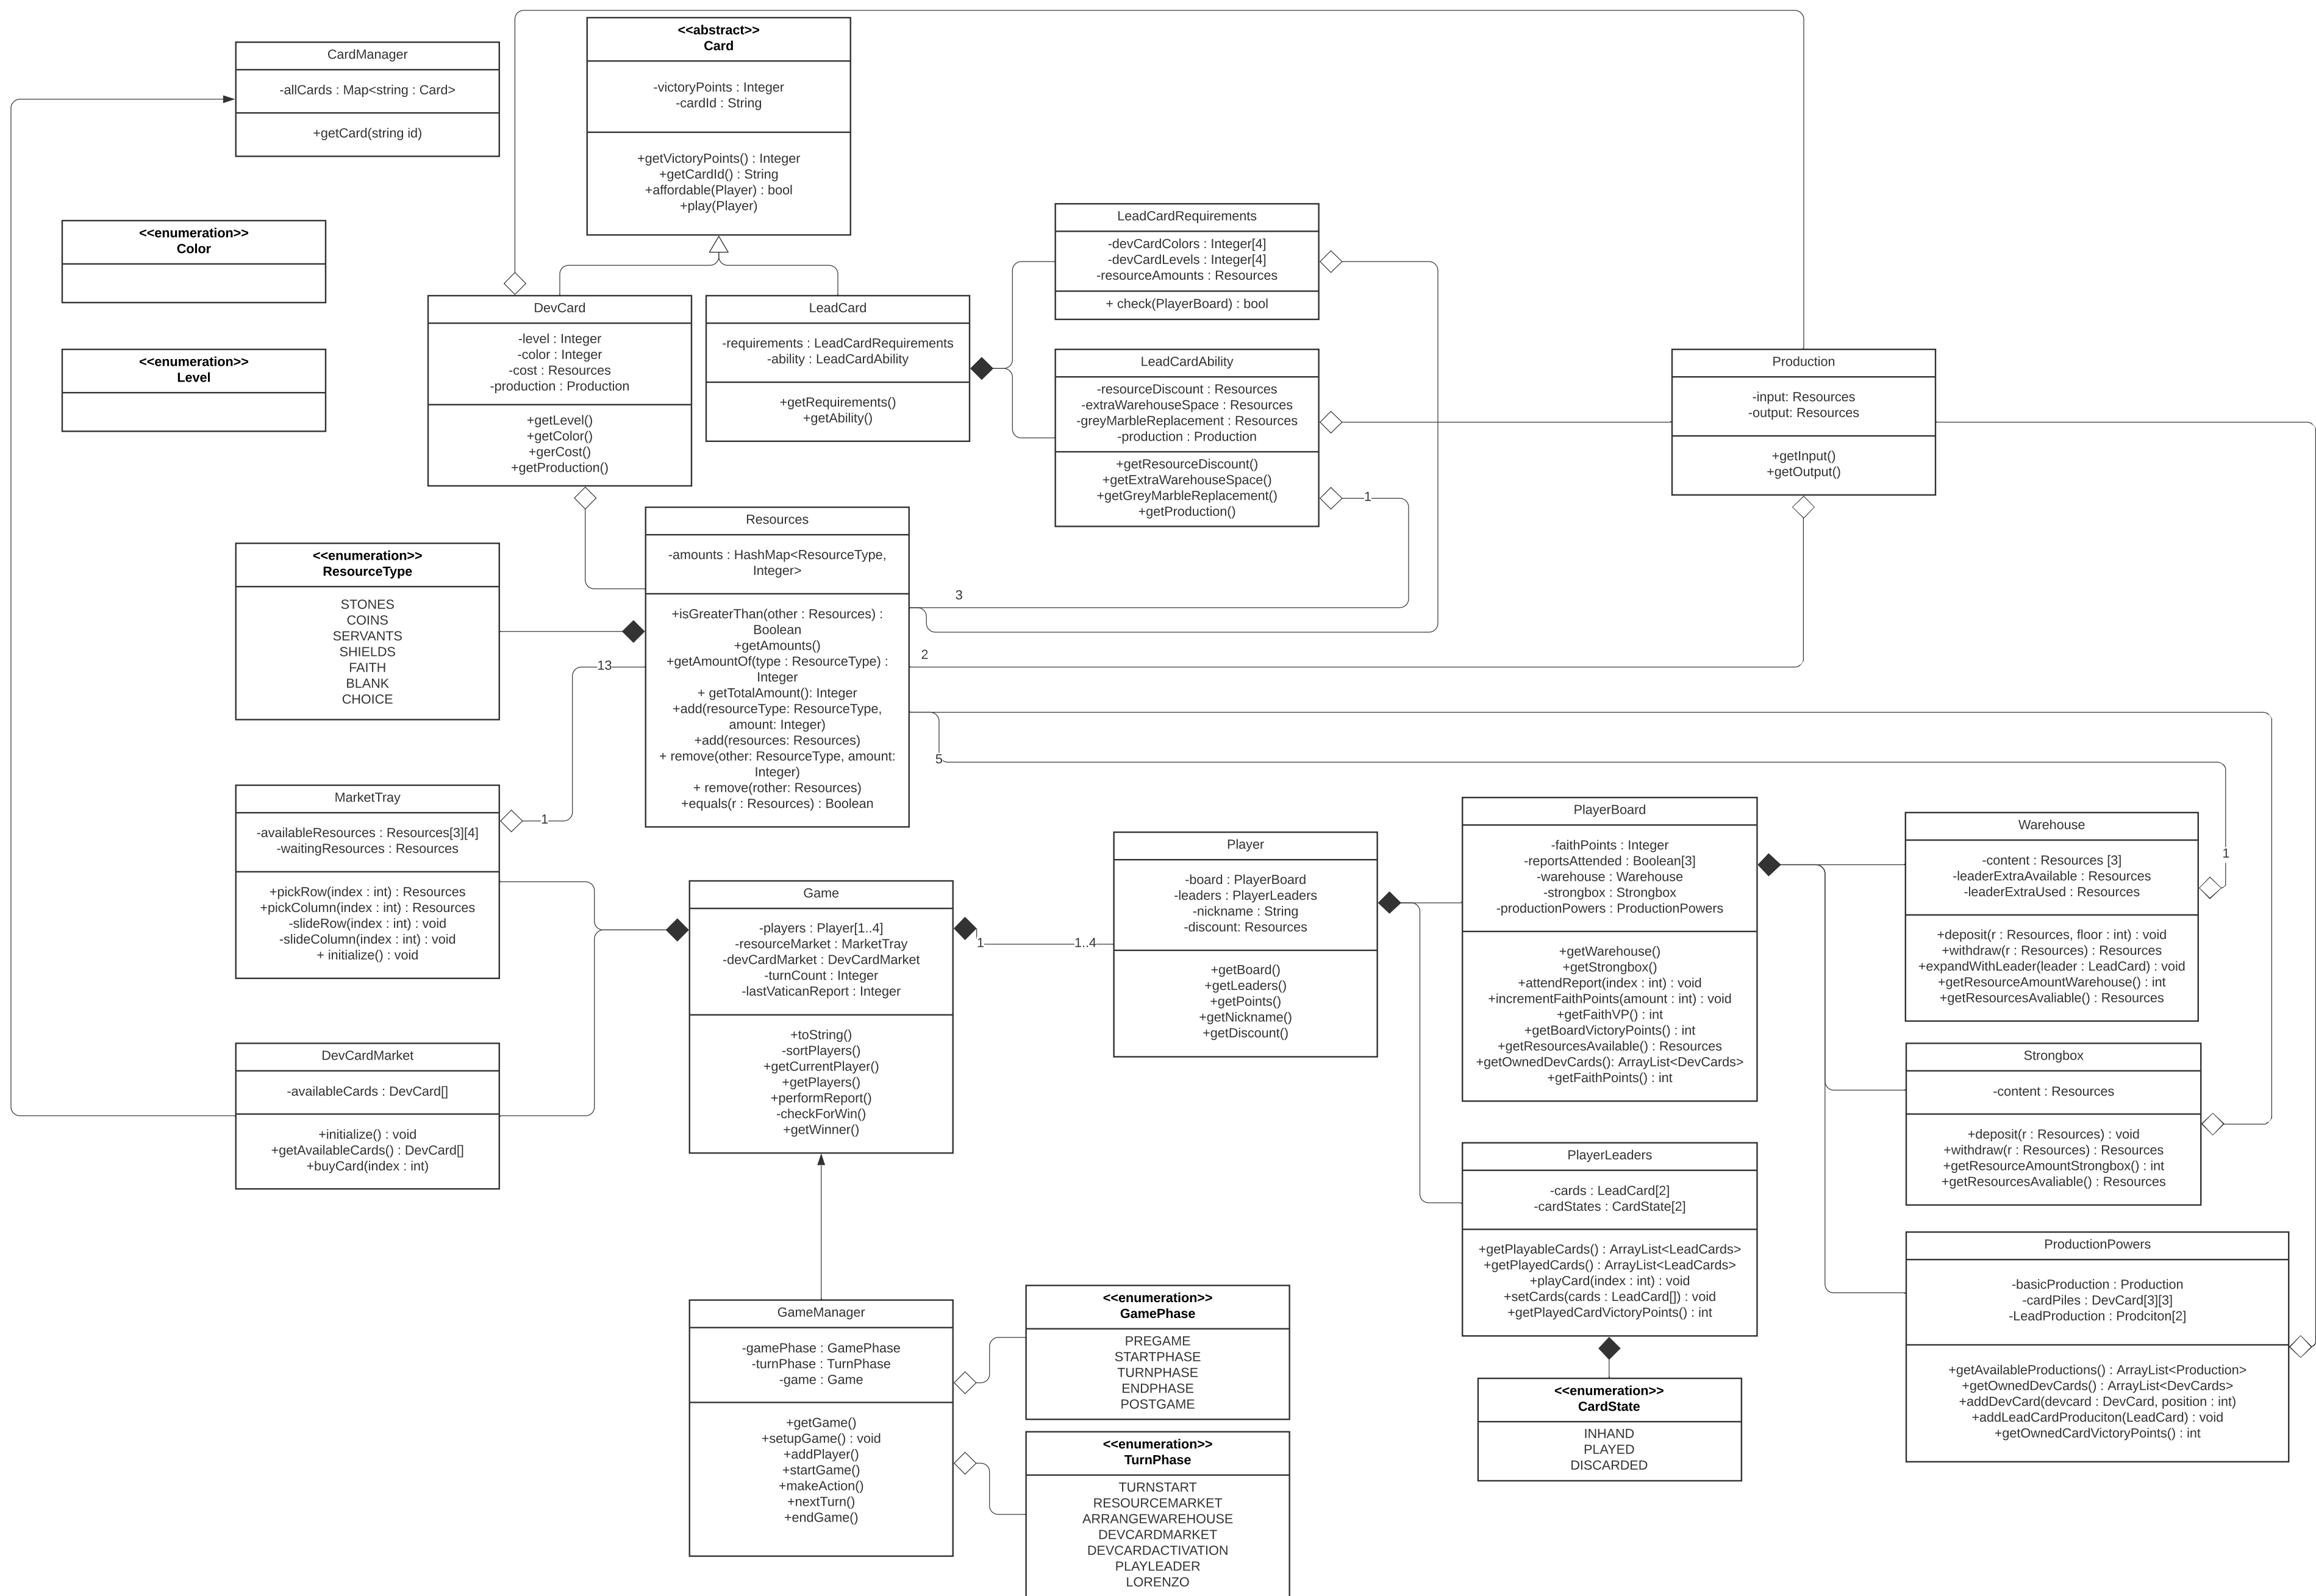 CardManager
-allCards : Map<string : Card>
+getCard(string id)
<<abstract>>
Card
-victoryPoints : Integer
-cardId : String
+getVictoryPoints() : Integer
+getCardId() : String
+affordable(Player) : bool
+play(Player)
<<enumeration>>
Color
<<enumeration>>
Level
DevCard
-level : Integer
-color : Integer
-cost : Resources
-production : Production
+getLevel()
+getColor()
+gerCost()
+getProduction()
LeadCard
-requirements : LeadCardRequirements
-ability : LeadCardAbility
+getRequirements()
+getAbility()
LeadCardRequirements
-devCardColors : Integer[4]
-devCardLevels : Integer[4]
-resourceAmounts : Resources
+ check(PlayerBoard) : bool
LeadCardAbility
-resourceDiscount : Resources
-extraWarehouseSpace : Resources
-greyMarbleReplacement : Resources
-production : Production
+getResourceDiscount()
+getExtraWarehouseSpace()
+getGreyMarbleReplacement()
+getProduction()
1
Production
-input: Resources
-output: Resources
+getInput()
+getOutput()
<<enumeration>>
ResourceType
STONES
COINS
SERVANTS
SHIELDS
FAITH
BLANK
CHOICE
Resources
-amounts : HashMap<ResourceType,
Integer>
+isGreaterThan(other : Resources) :
Boolean
+getAmounts()
+getAmountOf(type : ResourceType) :
Integer
+ getTotalAmount(): Integer
+add(resourceType: ResourceType,
amount: Integer)
+add(resources: Resources)
+ remove(other: ResourceType, amount:
Integer)
+ remove(rother: Resources)
+equals(r : Resources) : Boolean
3
2
5
13
1
1
MarketTray
-availableResources : Resources[3][4]
-waitingResources : Resources
+pickRow(index : int) : Resources
+pickColumn(index : int) : Resources
-slideRow(index : int) : void
-slideColumn(index : int) : void
+ initialize() : void
DevCardMarket
-availableCards : DevCard[]
+initialize() : void
+getAvailableCards() : DevCard[]
+buyCard(index : int)
Game
-players : Player[1..4]
-resourceMarket : MarketTray
-devCardMarket : DevCardMarket
-turnCount : Integer
-lastVaticanReport : Integer
+toString()
-sortPlayers()
+getCurrentPlayer()
+getPlayers()
+performReport()
-checkForWin()
+getWinner()
1
1..4
Player
-board : PlayerBoard
-leaders : PlayerLeaders
-nickname : String
-discount: Resources
+getBoard()
+getLeaders()
+getPoints()
+getNickname()
+getDiscount()
PlayerBoard
-faithPoints : Integer
-reportsAttended : Boolean[3]
-warehouse : Warehouse
-strongbox : Strongbox
-productionPowers : ProductionPowers
+getWarehouse()
+getStrongbox()
+attendReport(index : int) : void
+incrementFaithPoints(amount : int) : void
+getFaithVP() : int
+getBoardVictoryPoints() : int
+getResorcesAvailable() : Resources
+getOwnedDevCards(): ArrayList<DevCards>
+getFaithPoints() : int
Warehouse
-content : Resources [3]
-leaderExtraAvailable : Resources
-leaderExtraUsed : Resources
+deposit(r : Resources, floor : int) : void
+withdraw(r : Resources) : Resources
+expandWithLeader(leader : LeadCard) : void
+getResourceAmountWarehouse() : int
+getResorcesAvaliable() : Resources
Strongbox
-content : Resources
+deposit(r : Resources) : void
+withdraw(r : Resources) : Resources
+getResourceAmountStrongbox() : int
+getResorcesAvaliable() : Resources
PlayerLeaders
-cards : LeadCard[2]
-cardStates : CardState[2]
+getPlayableCards() : ArrayList<LeadCards>
+getPlayedCards() : ArrayList<LeadCards>
+playCard(index : int) : void
+setCards(cards : LeadCard[]) : void
+getPlayedCardVictoryPoints() : int
ProductionPowers
-basicProduction : Production
-cardPiles : DevCard[3][3]
-LeadProduction : Prodciton[2]
+getAvailableProductions() : ArrayList<Production>
+getOwnedDevCards() : ArrayList<DevCards>
+addDevCard(devcard : DevCard, position : int)
+addLeadCardProduciton(LeadCard) : void
+getOwnedCardVictoryPoints() : int
GameManager
-gamePhase : GamePhase
-turnPhase : TurnPhase
-game : Game
+getGame()
+setupGame() : void
+addPlayer()
+startGame()
+makeAction()
+nextTurn()
+endGame()
<<enumeration>>
GamePhase
PREGAME
STARTPHASE
TURNPHASE
ENDPHASE
POSTGAME
<<enumeration>>
TurnPhase
TURNSTART
RESOURCEMARKET
ARRANGEWAREHOUSE
DEVCARDMARKET
DEVCARDACTIVATION
PLAYLEADER
LORENZO
<<enumeration>>
CardState
INHAND
PLAYED
DISCARDED